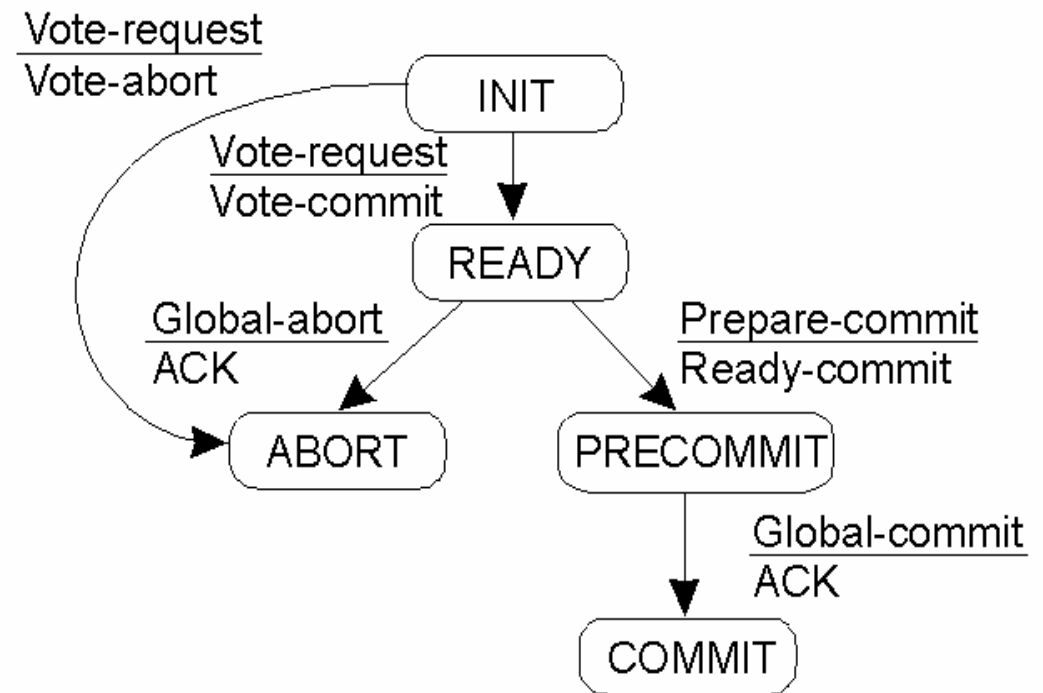 Vote-request
Vote-abort
INIT
Vote-request
Vote-commit
READY
Global-abort
ACK
Prepare-commit
Ready-commit
ABORT
PRECOMMIT
Global-commit
ACK
COMMIT